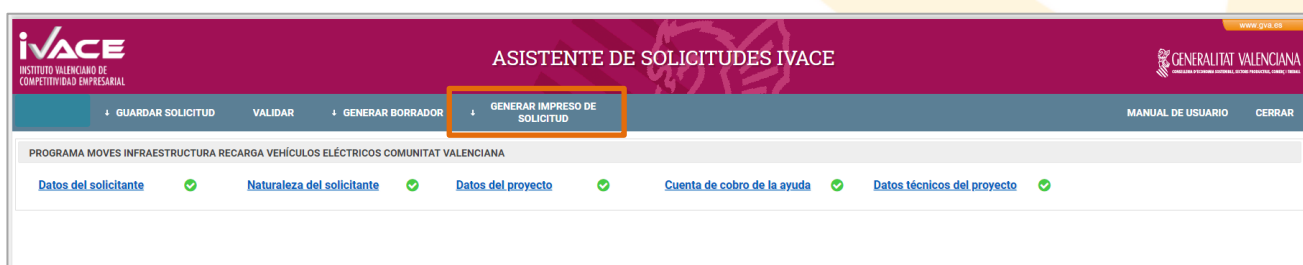 www.gva.es
iVACE
INSTITUTO VALENCIANO DE
COMPETITIVIDAD EMPRESARIAL
ASISTENTE DE SOLICITUDES IVACE
GENERALITAT VALENCIANA
GUARDAR SOLICITUD
VALIDAR
GENERAR BORRADOR
GENERAR IMPRESO DE
SOLICITUD
MANUAL DE USUARIO
CERRAR
PROGRAMA MOVES INFRAESTRUCTURA RECARGA VEHÍCULOS ELÉCTRICOS COMUNITAT VALENCIANA
Datos del solicitante
Naturaleza del solicitante
Datos del proyecto
Cuenta de cobro de la ayuda
Datos técnicos del proyecto